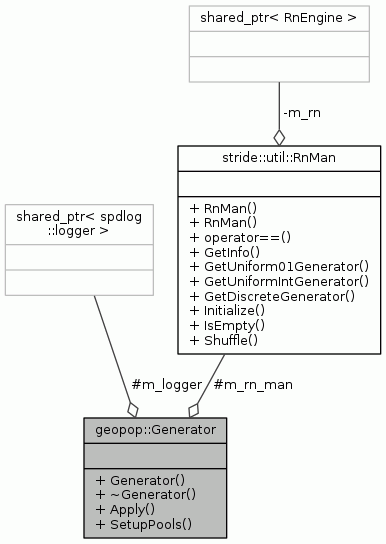 shared_ptr< RnEngine >
-m_rn
stride::util::RnMan
+ RnMan()
+ RnMan()
+ operator==()
+ GetInfo()
+ GetUniform01Generator()
+ GetUniformIntGenerator()
+ GetDiscreteGenerator()
+ Initialize()
+ IsEmpty()
+ Shuffle()
shared_ptr< spdlog
::logger >
#m_logger
#m_rn_man
geopop::Generator
+ Generator()
+ ~Generator()
+ Apply()
+ SetupPools()